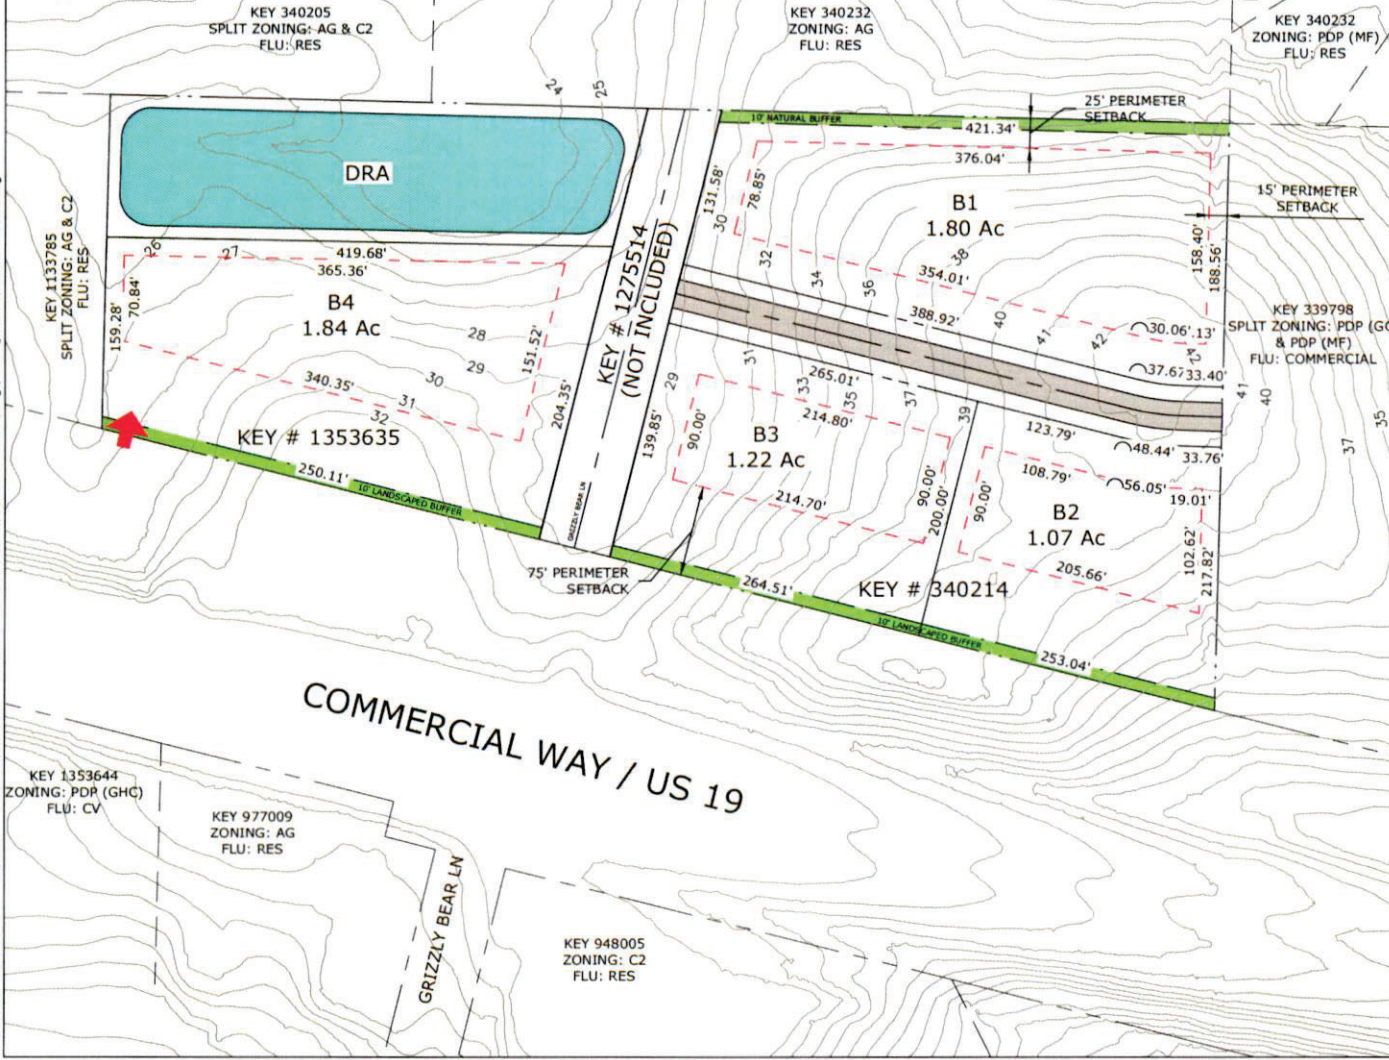 KEY 340205
SPLIT ZONING: AG & C2
FLU: RES
KEY 340232
ZONING: AG
FLU: RES
KEY 340232
ZONING: PDP (MF)
FLU: RES
24
25
25' PERIMETER
SETBACK
10' NATURAL BUFFER
421.34'
376.04'
DRA
131.58'
78.85'
30
B1
1.80 Ac
15' PERIMETER
SETBACK
158.40'
188.56'
KEY 1133785
SPLIT ZONING: AG & C2
FLU: RES
26
27
419.68'
365.36'
KEY # 1275514
(NOT INCLUDED)
32
34
36
38
354.01'
388.92'
40
41
42
30.06'
.13'
KEY 339798
SPLIT ZONING: PDP (GC
& PDP (MF)
FLU: COMMERCIAL
159.28'
70.84'
B4
1.84 Ac
28
29
30
31
32
151.52'
204.35'
340.35'
37.67
33.40'
41
40
37
35
29
31
33
35
37
39
265.01'
214.80'
139.85'
90.00'
B3
1.22 Ac
214.70'
90.00'
200.00'
123.79'
48.44'
33.76'
108.79'
56.05'
19.01'
90.00'
B2
1.07 Ac
205.66'
102.62'
217.82'
KEY # 1353635
250.11'
10' LANDSCAPED BUFFER
GRIZZLY BEAR LN
75' PERIMETER
SETBACK
264.51'
KEY # 340214
10' LANDSCAPED BUFFER
253.04'
COMMERCIAL WAY / US 19
KEY 1353644
ZONING: PDP (GHC)
FLU: CV
KEY 977009
ZONING: AG
FLU: RES
GRIZZLY BEAR LN
KEY 948005
ZONING: C2
FLU: RES